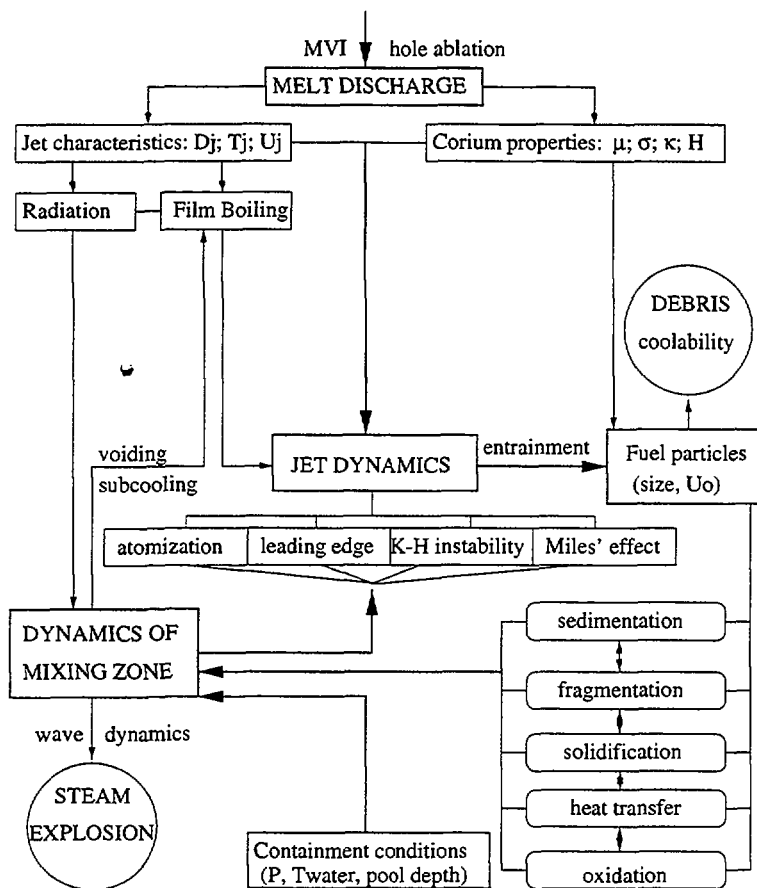 MVI hole ablation
MELT DISCHARGE
Jet characteristics: Dj; Tj; Uj
Corium properties: μ; σ; κ; H
Radiation
Film Boiling
DEBRIS
coolability
voiding
subcooling
JET DYNAMICS
entrainment
Fuel particles
(size, Uo)
atomization
leading edge
K-H instability
Miles' effect
DYNAMICS OF
MIXING ZONE
sedimentation
fragmentation
solidification
heat transfer
oxidation
wave dynamics
STEAM
EXPLOSION
Containment conditions
(P, Twater, pool depth)